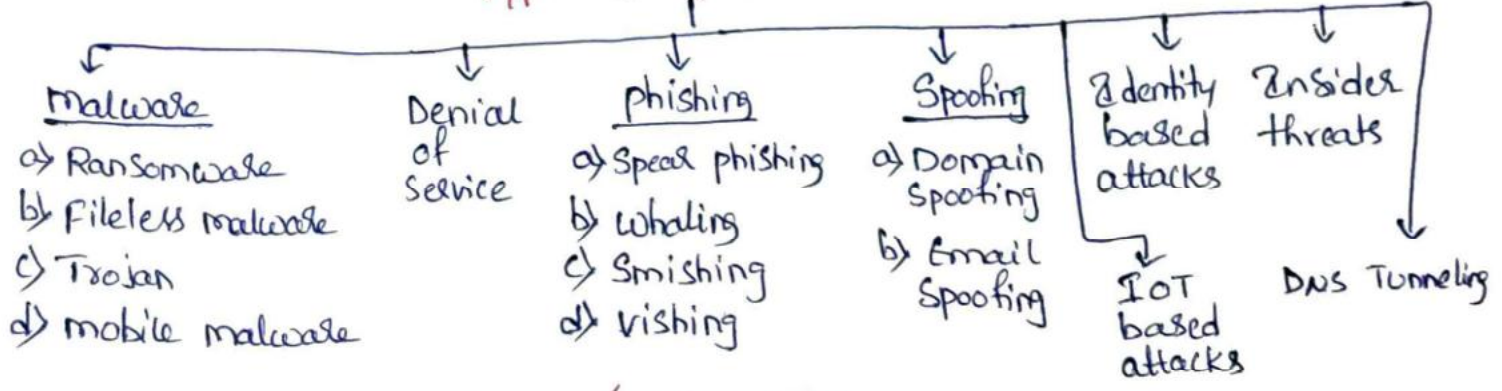 malware
a) Ransomware
b) Fileless malware
c) Trojan
d) mobile malware
Denial
of
Service
phishing
a) Spear phishing
b) whaling
c) Smishing
d) vishing
Spoofing
a) Domain
Spoofing
b) Email
Spoofing
Identity
based
attacks
Insider
threats
IOT
based
attacks
DNS Tunneling